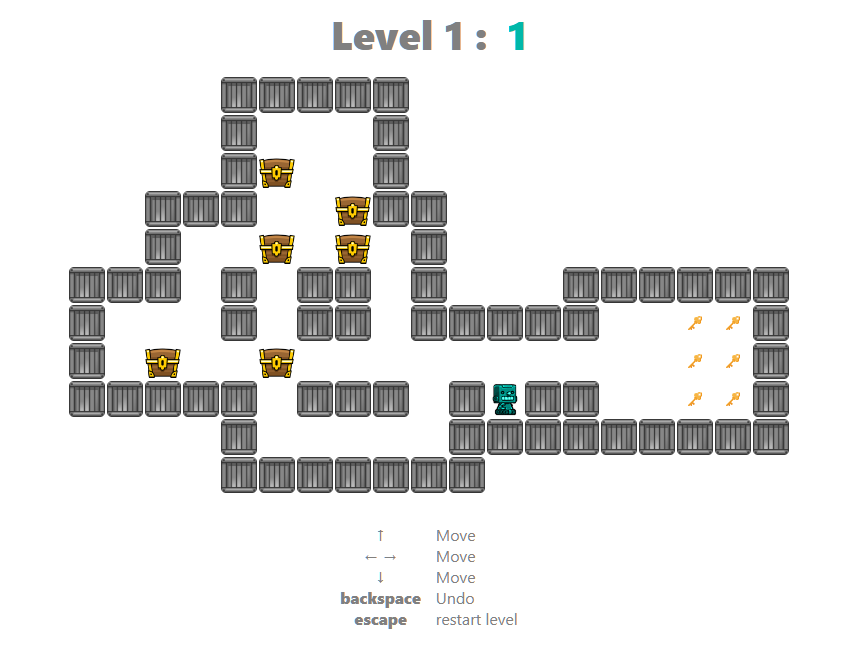 Level 1 : 1
↑ Move
← → Move
↓ Move
backspace Undo
escape restart level